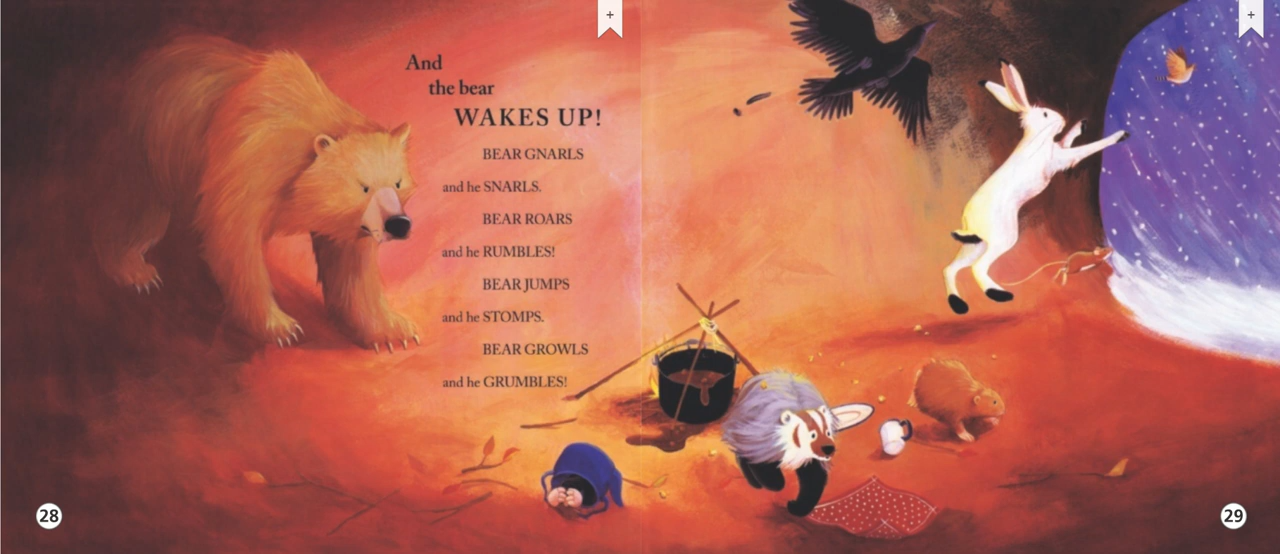 And
the bear
WAKES UP!
BEAR GNARLS
and he SNARLS.
BEAR ROARS
and he RUMBLES!
BEAR JUMPS
and he STOMPS.
BEAR GROWLS
and he GRUMBLES!
28
29
+
+